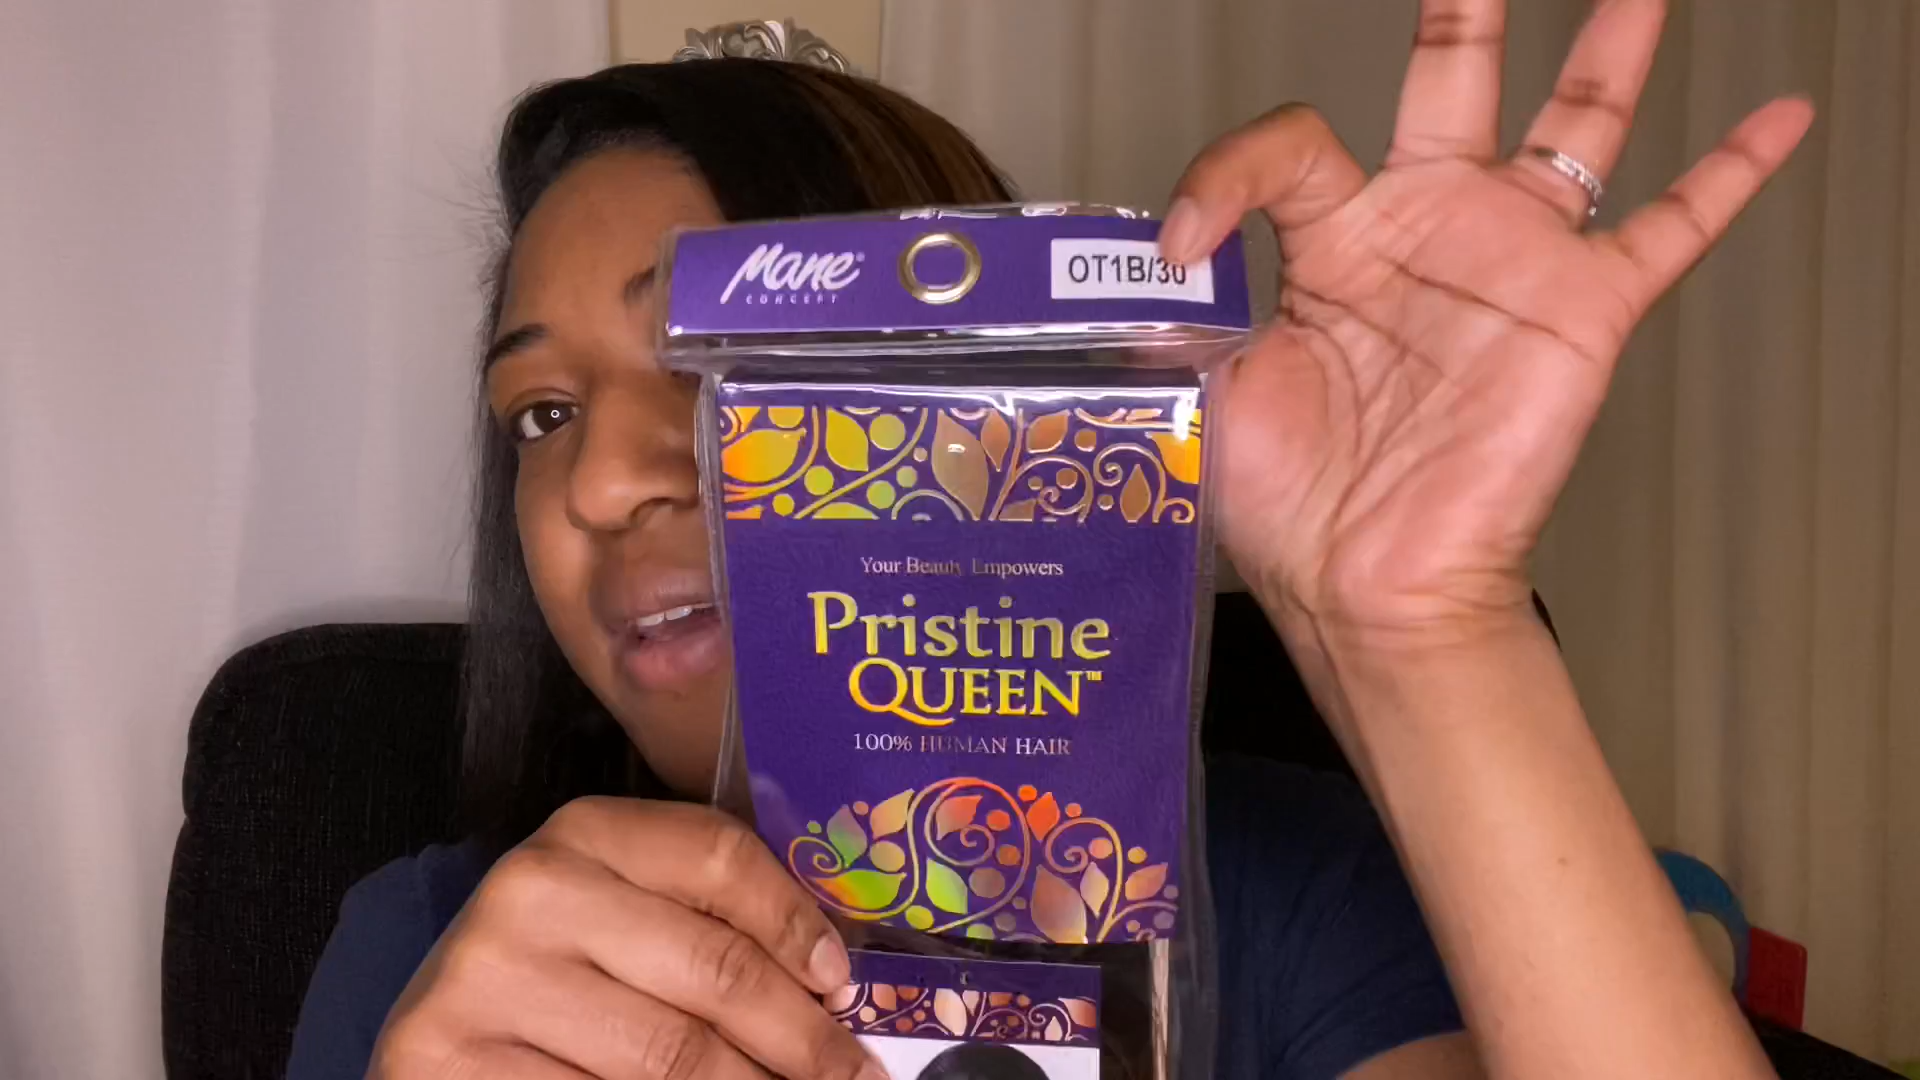 Mane®
CONCEPT
OT1B/30
Your Beauty Empowers
Pristine
QUEEN™
100% HUMAN HAIR